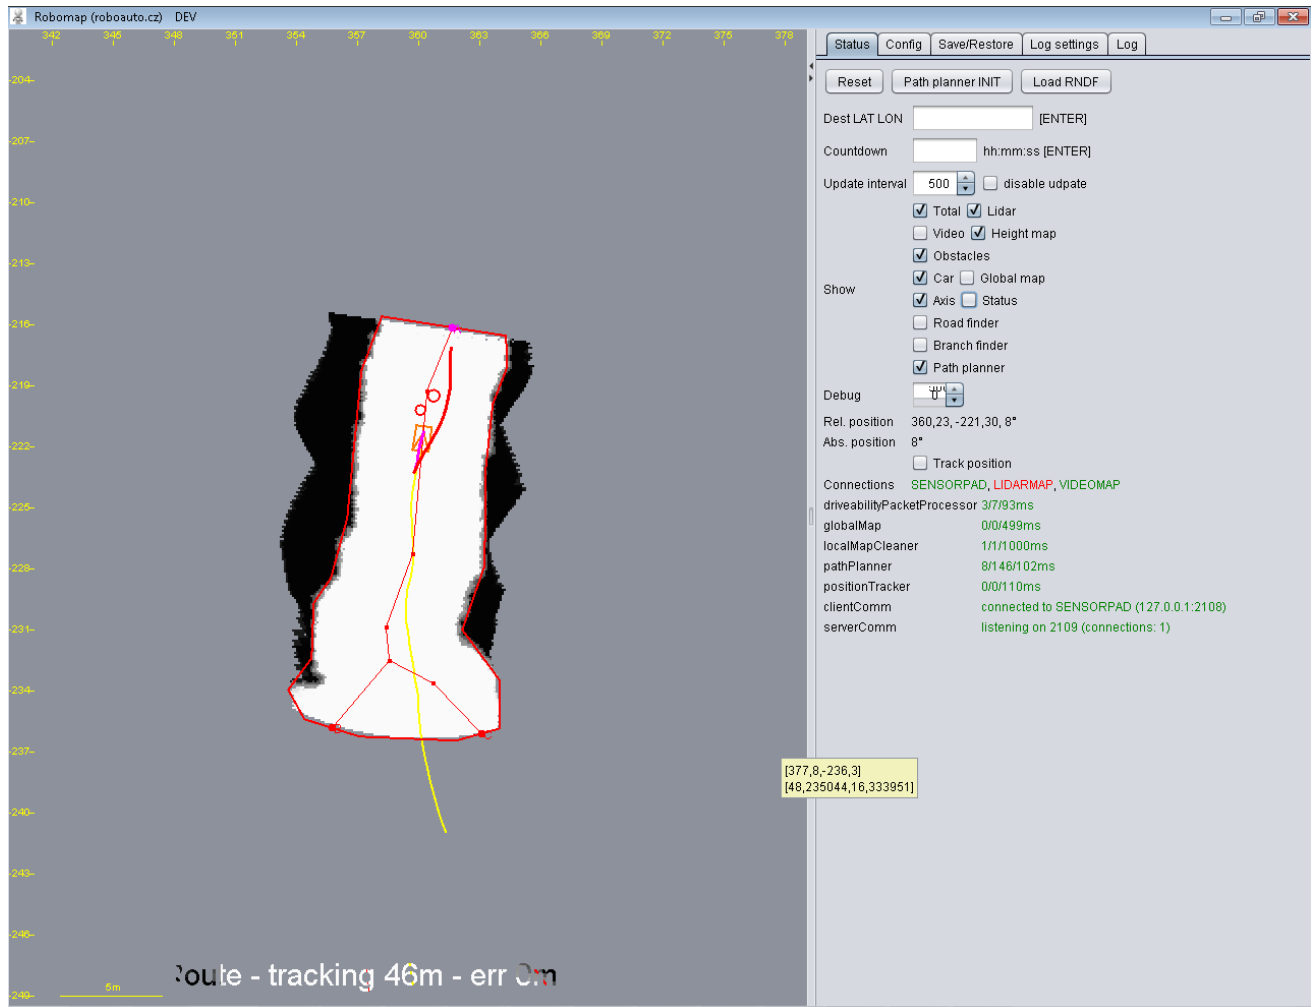 Robomap (roboauto.cz) DEV
342 345 348 351 354 357 360 363 366 369 372 375 378
-204
-207
-210
-213
-216
-219
-222
-225
-228
-231
-234
-237
-240
-243
-246
-249
5m
Route - tracking 46m - err 0m
[377,8,-236,3]
[48,235044,16,333951]
Status Config Save/Restore Log settings Log
Reset Path planner INIT Load RNDF
Dest LAT LON [ENTER]
Countdown hh:mm:ss [ENTER]
Update interval 500 disable udpate
Show
Total Lidar
Video Height map
Obstacles
Car Global map
Axis Status
Road finder
Branch finder
Path planner
Debug
Rel. position 360,23, -221,30, 8°
Abs. position 8°
Track position
Connections SENSORPAD, LIDARMAP, VIDEOMAP
driveabilityPacketProcessor 3/7/93ms
globalMap 0/0/499ms
localMapCleaner 1/1/1000ms
pathPlanner 8/146/102ms
positionTracker 0/0/110ms
clientComm connected to SENSORPAD (127.0.0.1:2108)
serverComm listening on 2109 (connections: 1)